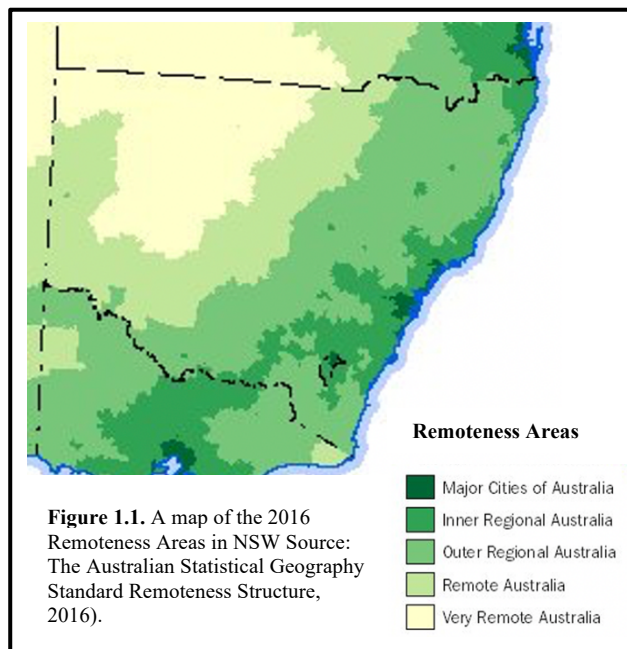 Remoteness Areas
Major Cities of Australia
Inner Regional Australia
Outer Regional Australia
Remote Australia
Very Remote Australia
Figure 1.1. A map of the 2016
Remoteness Areas in NSW Source:
The Australian Statistical Geography
Standard Remoteness Structure,
2016).